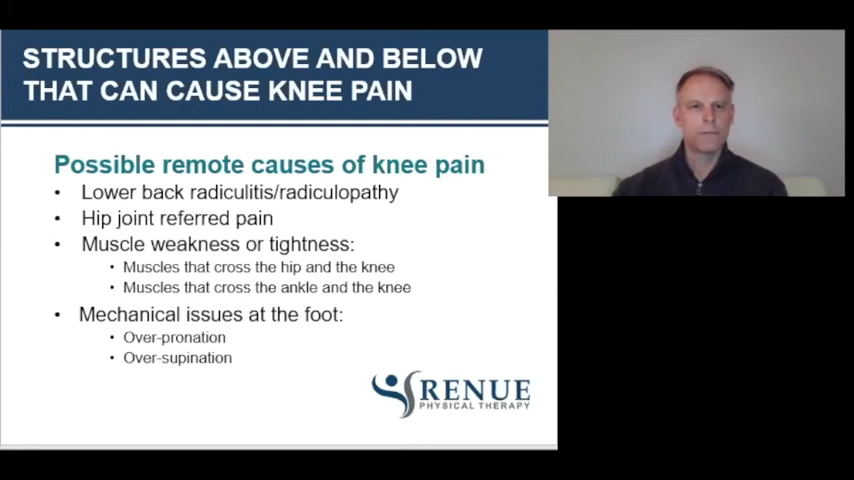 STRUCTURES ABOVE AND BELOW
THAT CAN CAUSE KNEE PAIN
Possible remote causes of knee pain
• Lower back radiculitis/radiculopathy
• Hip joint referred pain
• Muscle weakness or tightness:
• Muscles that cross the hip and the knee
• Muscles that cross the ankle and the knee
• Mechanical issues at the foot:
• Over-pronation
• Over-supination
RENUE
PHYSICAL THERAPY